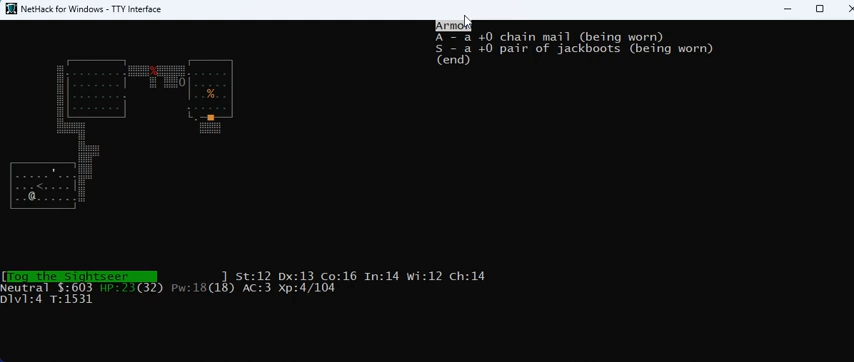 NetHack for Windows - TTY Interface
Armor
A - a +0 chain mail (being worn)
S - a +0 pair of jackboots (being worn)
(end)
[Tog the Sightseer ] St:12 Dx:13 Co:16 In:14 Wi:12 Ch:14
Neutral $:603 HP:23(32) Pw:18(18) AC:3 Xp:4/104
Dlvl:4 T:1531